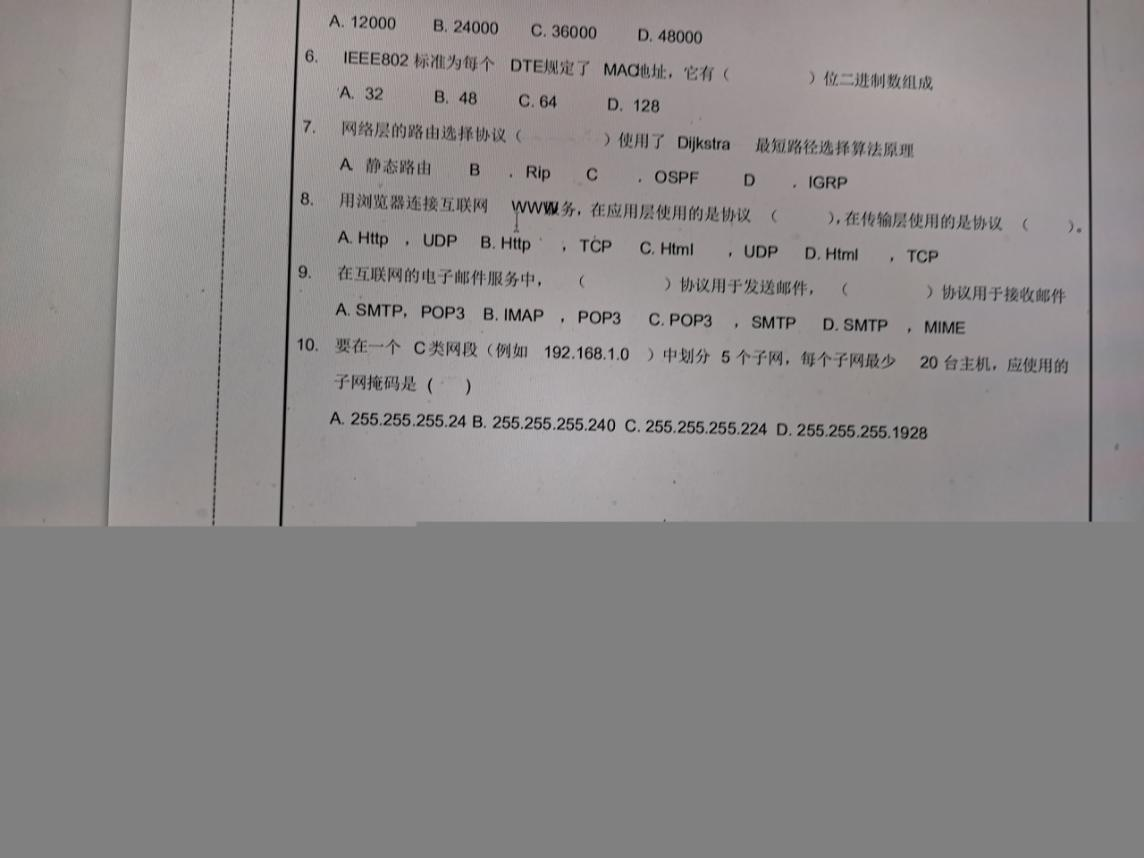 A. 12000 B. 24000 C. 36000 D. 48000
6. IEEE802 标准为每个 DTE规定了 MAC地址，它有（ ）位二进制数组成
A. 32 B. 48 C. 64 D. 128
7. 网络层的路由选择协议（ ）使用了 Dijkstra 最短路径选择算法原理
A 静态路由 B . Rip C . OSPF D . IGRP
8. 用浏览器连接互联网 WWW服务，在应用层使用的是协议 （ ），在传输层使用的是协议 （ ）。
A. Http ，UDP B. Http ，TCP C. Html ，UDP D. Html ，TCP
9. 在互联网的电子邮件服务中，（ ）协议用于发送邮件，（ ）协议用于接收邮件
A. SMTP，POP3 B. IMAP ，POP3 C. POP3 ，SMTP D. SMTP ，MIME
10. 要在一个 C类网段（例如 192.168.1.0 ）中划分 5 个子网，每个子网最少 20 台主机，应使用的
子网掩码是 ( )
A. 255.255.255.24 B. 255.255.255.240 C. 255.255.255.224 D. 255.255.255.1928